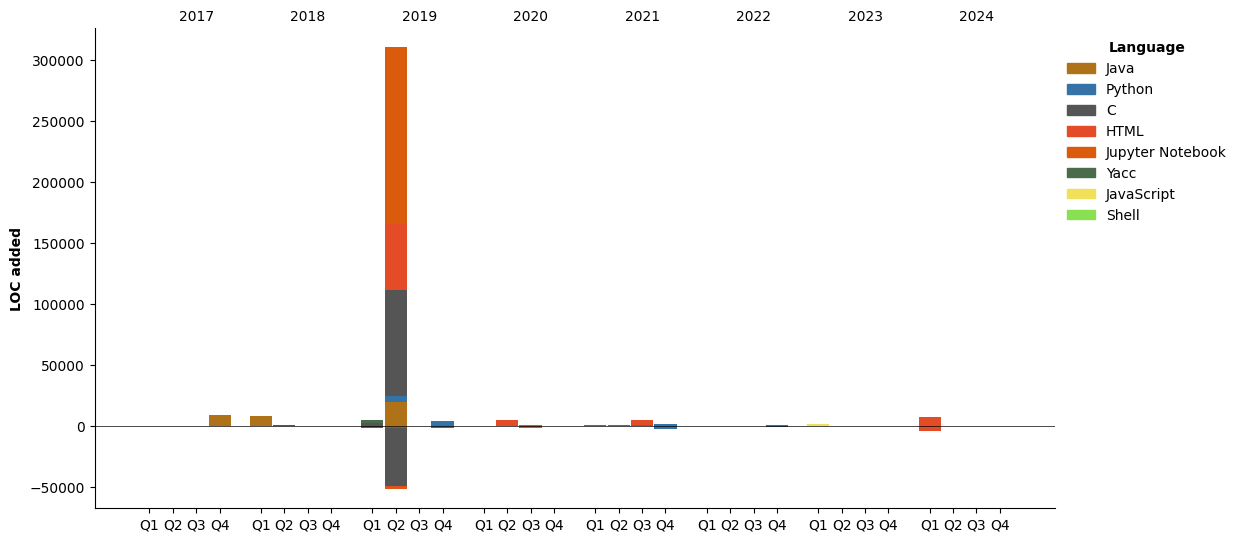 2017 2018 2019 2020 2021 2022 2023 2024
Language
Java
Python
C
HTML
Jupyter Notebook
Yacc
JavaScript
Shell
LOC added
300000
250000
200000
150000
100000
50000
0
−50000
Q1 Q2 Q3 Q4 Q1 Q2 Q3 Q4 Q1 Q2 Q3 Q4 Q1 Q2 Q3 Q4 Q1 Q2 Q3 Q4 Q1 Q2 Q3 Q4 Q1 Q2 Q3 Q4 Q1 Q2 Q3 Q4